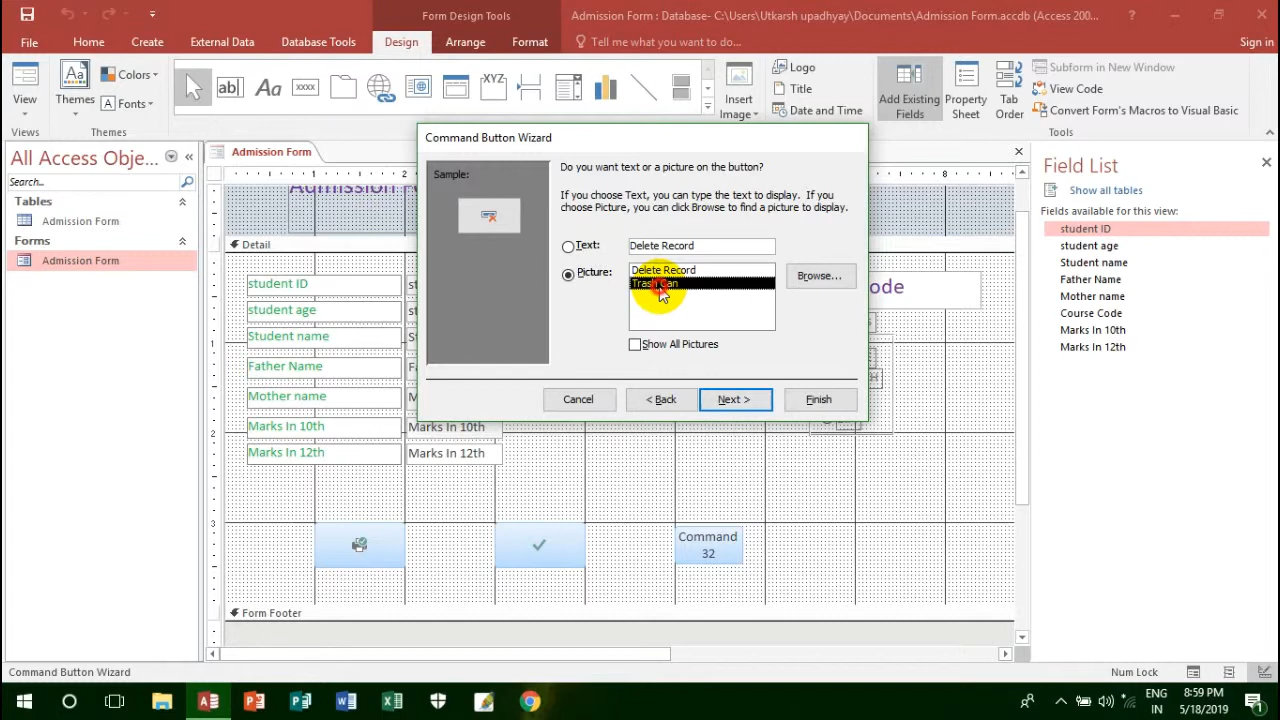 Form Design Tools
Admission Form : Database- C:\Users\Utkarsh upadhyay\Documents\Admission Form.accdb (Access 200...
?
File Home Create External Data Database Tools Design Arrange Format Tell me what you want to do... Sign in
View
Views
Aa
Themes
Colors
Fonts
Themes
ab|
Aa
xxxx
XYZ
Insert
Image
Logo
Title
Date and Time
Add Existing
Fields
Property
Sheet
Tab
Order
Subform in New Window
View Code
Convert Form's Macros to Visual Basic
Tools
All Access Obje...
Search...
Tables
Admission Form
Forms
Admission Form
Admission Form
Detail
student ID
student age
Student name
Father Name
Mother name
Marks In 10th
Marks In 10th
Marks In 12th
Marks In 12th
Command
32
Form Footer
Command Button Wizard
Sample:
Do you want text or a picture on the button?
If you choose Text, you can type the text to display. If you
choose Picture, you can click Browse to find a picture to display.
Text:
Delete Record
Picture:
Delete Record
Trash Can
Browse...
Show All Pictures
Cancel
< Back
Next >
Finish
Field List
Show all tables
Fields available for this view:
student ID
student age
Student name
Father Name
Mother name
Course Code
Marks In 10th
Marks In 12th
Command Button Wizard
Num Lock
ENG
IN
8:59 PM
5/18/2019